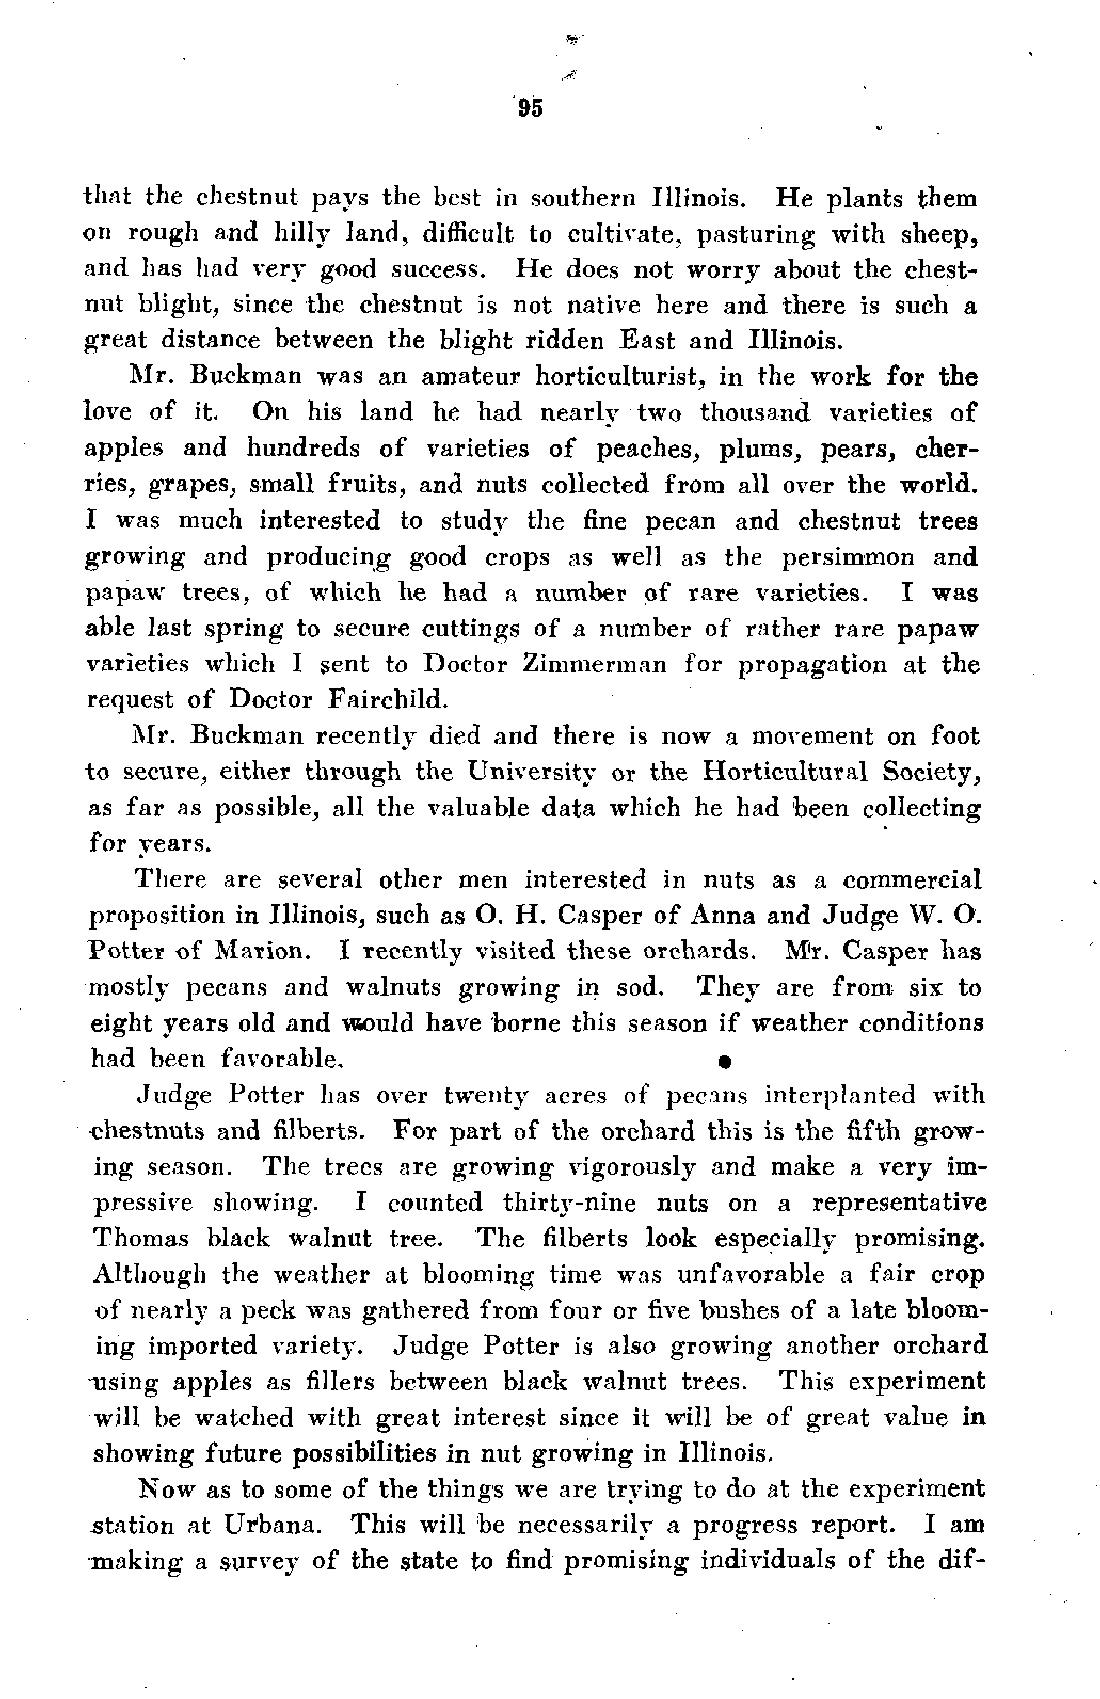 95
that the chestnut pays the best in southern Illinois. He plants them
on rough and hilly land, difficult to cultivate, pasturing with sheep,
and has had very good success. He does not worry about the chest-
nut blight, since the chestnut is not native here and there is such a
great distance between the blight ridden East and Illinois.
Mr. Buckman was an amateur horticulturist, in the work for the
love of it. On his land he had nearly two thousand varieties of
apples and hundreds of varieties of peaches, plums, pears, cher-
ries, grapes, small fruits, and nuts collected from all over the world.
I was much interested to study the fine pecan and chestnut trees
growing and producing good crops as well as the persimmon and
papaw trees, of which he had a number of rare varieties. I was
able last spring to secure cuttings of a number of rather rare papaw
varieties which I sent to Doctor Zimmerman for propagation at the
request of Doctor Fairchild.
Mr. Buckman recently died and there is now a movement on foot
to secure, either through the University or the Horticultural Society,
as far as possible, all the valuable data which he had been collecting
for years.
There are several other men interested in nuts as a commercial
proposition in Illinois, such as O. H. Casper of Anna and Judge W. O.
Potter of Marion. I recently visited these orchards. Mr. Casper has
mostly pecans and walnuts growing in sod. They are from six to
eight years old and would have borne this season if weather conditions
had been favorable.
Judge Potter has over twenty acres of pecans interplanted with
chestnuts and filberts. For part of the orchard this is the fifth grow-
ing season. The trees are growing vigorously and make a very im-
pressive showing. I counted thirty-nine nuts on a representative
Thomas black walnut tree. The filberts look especially promising.
Although the weather at blooming time was unfavorable a fair crop
of nearly a peck was gathered from four or five bushes of a late bloom-
ing imported variety. Judge Potter is also growing another orchard
using apples as fillers between black walnut trees. This experiment
will be watched with great interest since it will be of great value in
showing future possibilities in nut growing in Illinois.
Now as to some of the things we are trying to do at the experiment
station at Urbana. This will be necessarily a progress report. I am
making a survey of the state to find promising individuals of the dif-